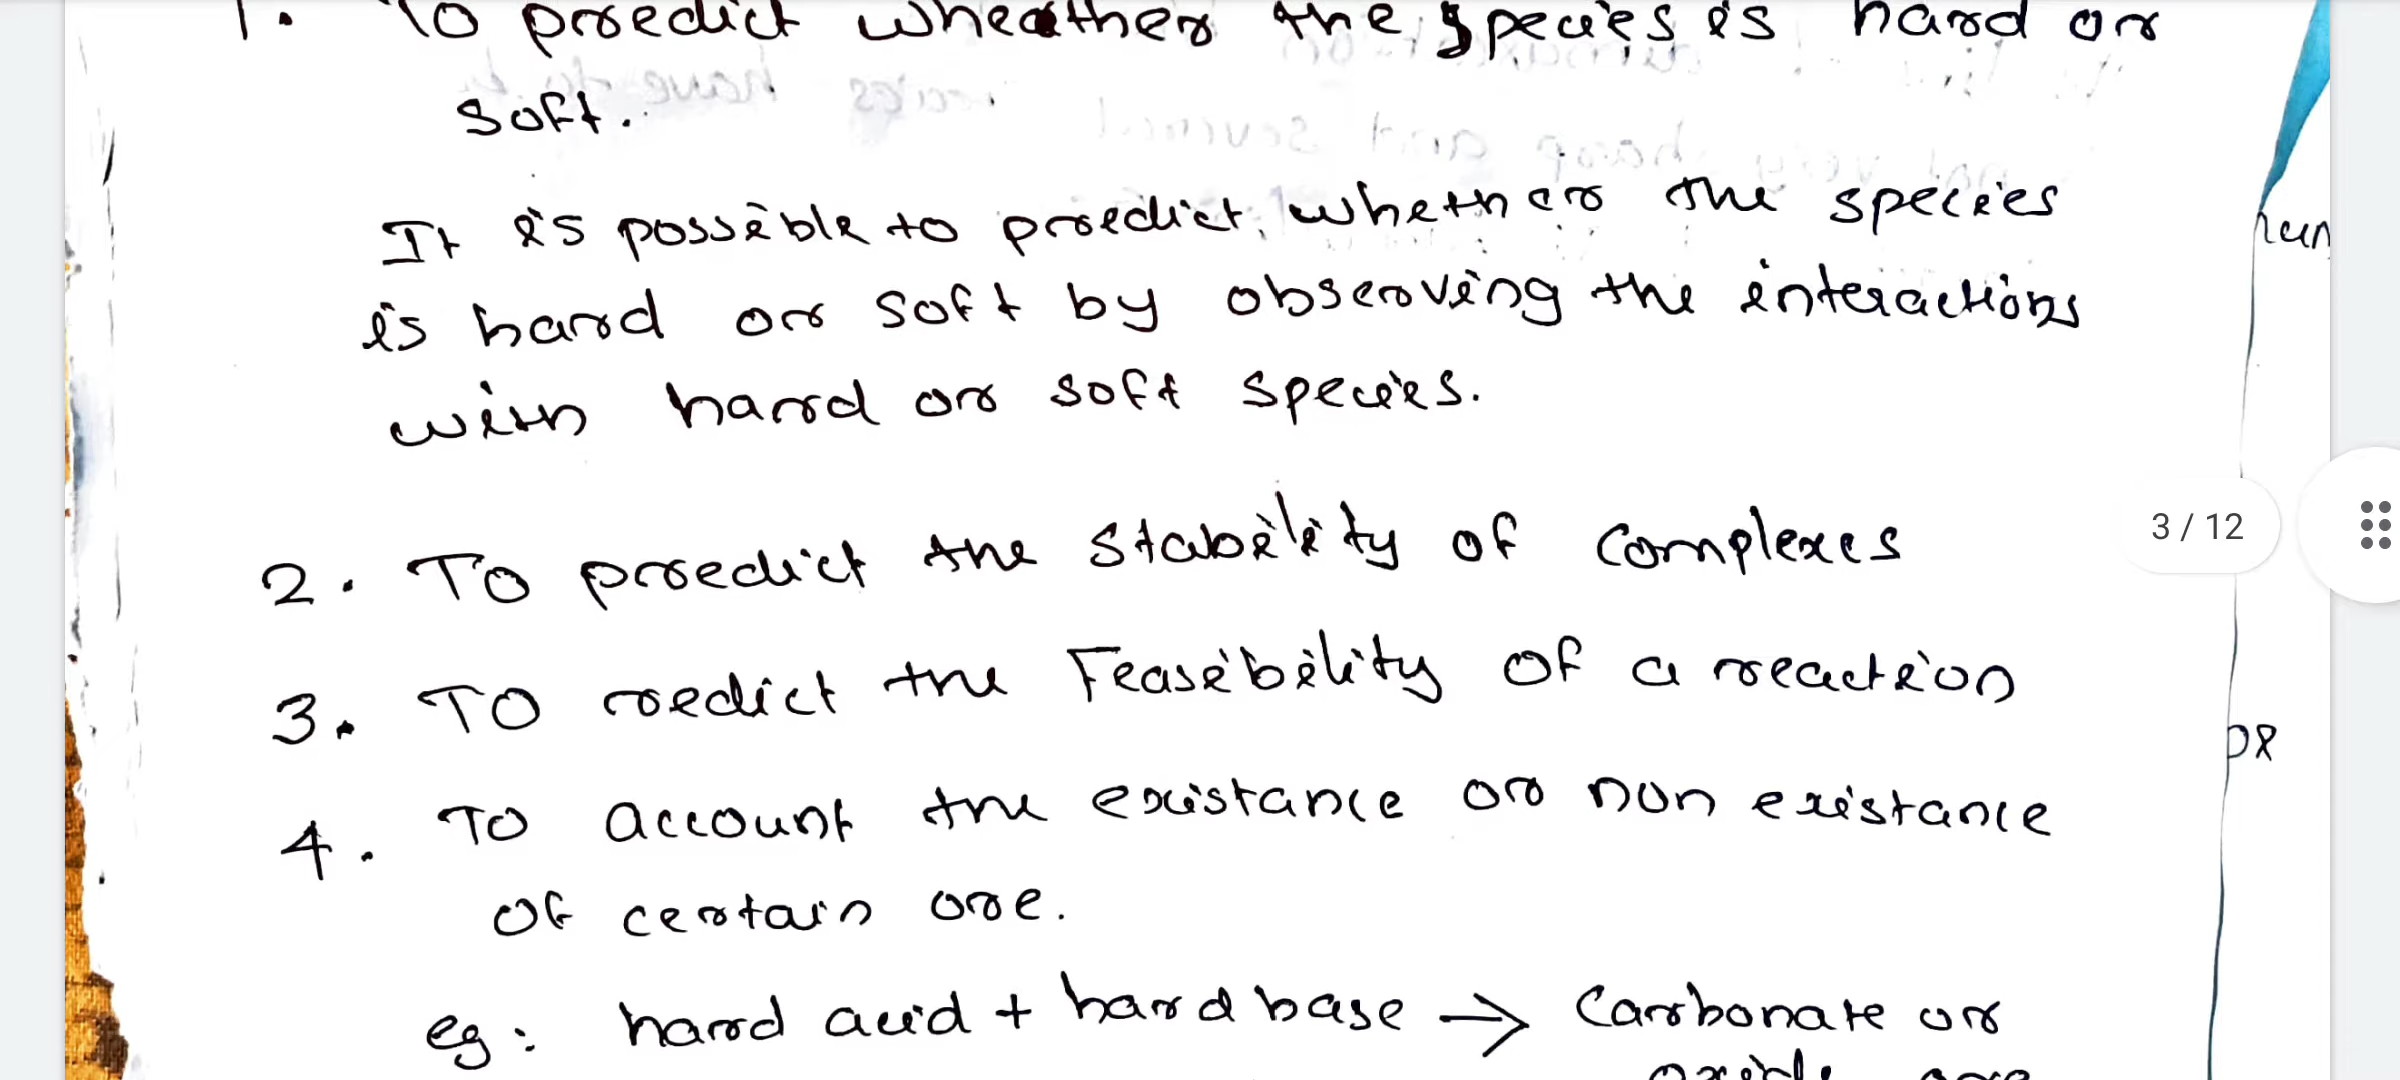 1. To predict wheather the species is hard or
soft.
It is possible to predict whether the species
is hard or soft by observing the interactions
with hard or soft species.
3 / 12
2. To predict the stability of complexes
3. To redict the Feasibility of a reaction
4. To account the existance or non existance
of certain ore.
eg: hard acid + hard base → Carbonate or